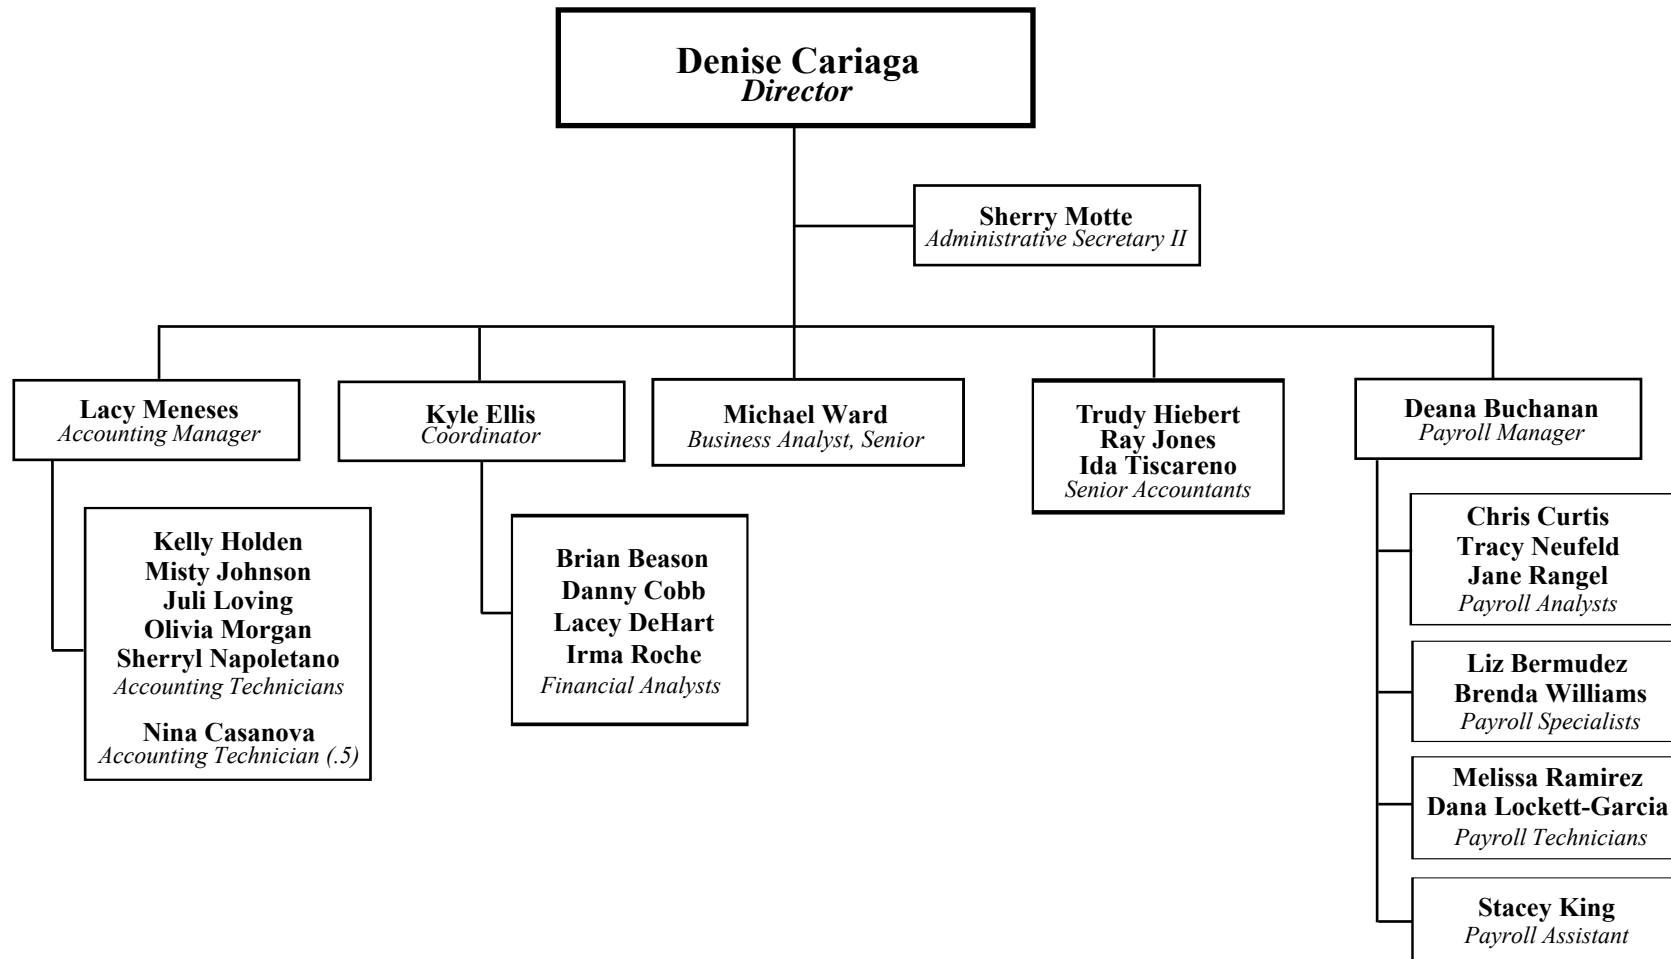 Denise Cariaga
Director
Sherry Motte
Administrative Secretary II
Lacy Meneses
Accounting Manager
Kyle Ellis
Coordinator
Michael Ward
Business Analyst, Senior
Trudy Hiebert
Ray Jones
Ida Tiscareno
Senior Accountants
Deana Buchanan
Payroll Manager
Kelly Holden
Misty Johnson
Juli Loving
Olivia Morgan
Sherryl Napoletano
Accounting Technicians
Nina Casanova
Accounting Technician (.5)
Brian Beason
Danny Cobb
Lacey DeHart
Irma Roche
Financial Analysts
Chris Curtis
Tracy Neufeld
Jane Rangel
Payroll Analysts
Liz Bermudez
Brenda Williams
Payroll Specialists
Melissa Ramirez
Dana Lockett-Garcia
Payroll Technicians
Stacey King
Payroll Assistant